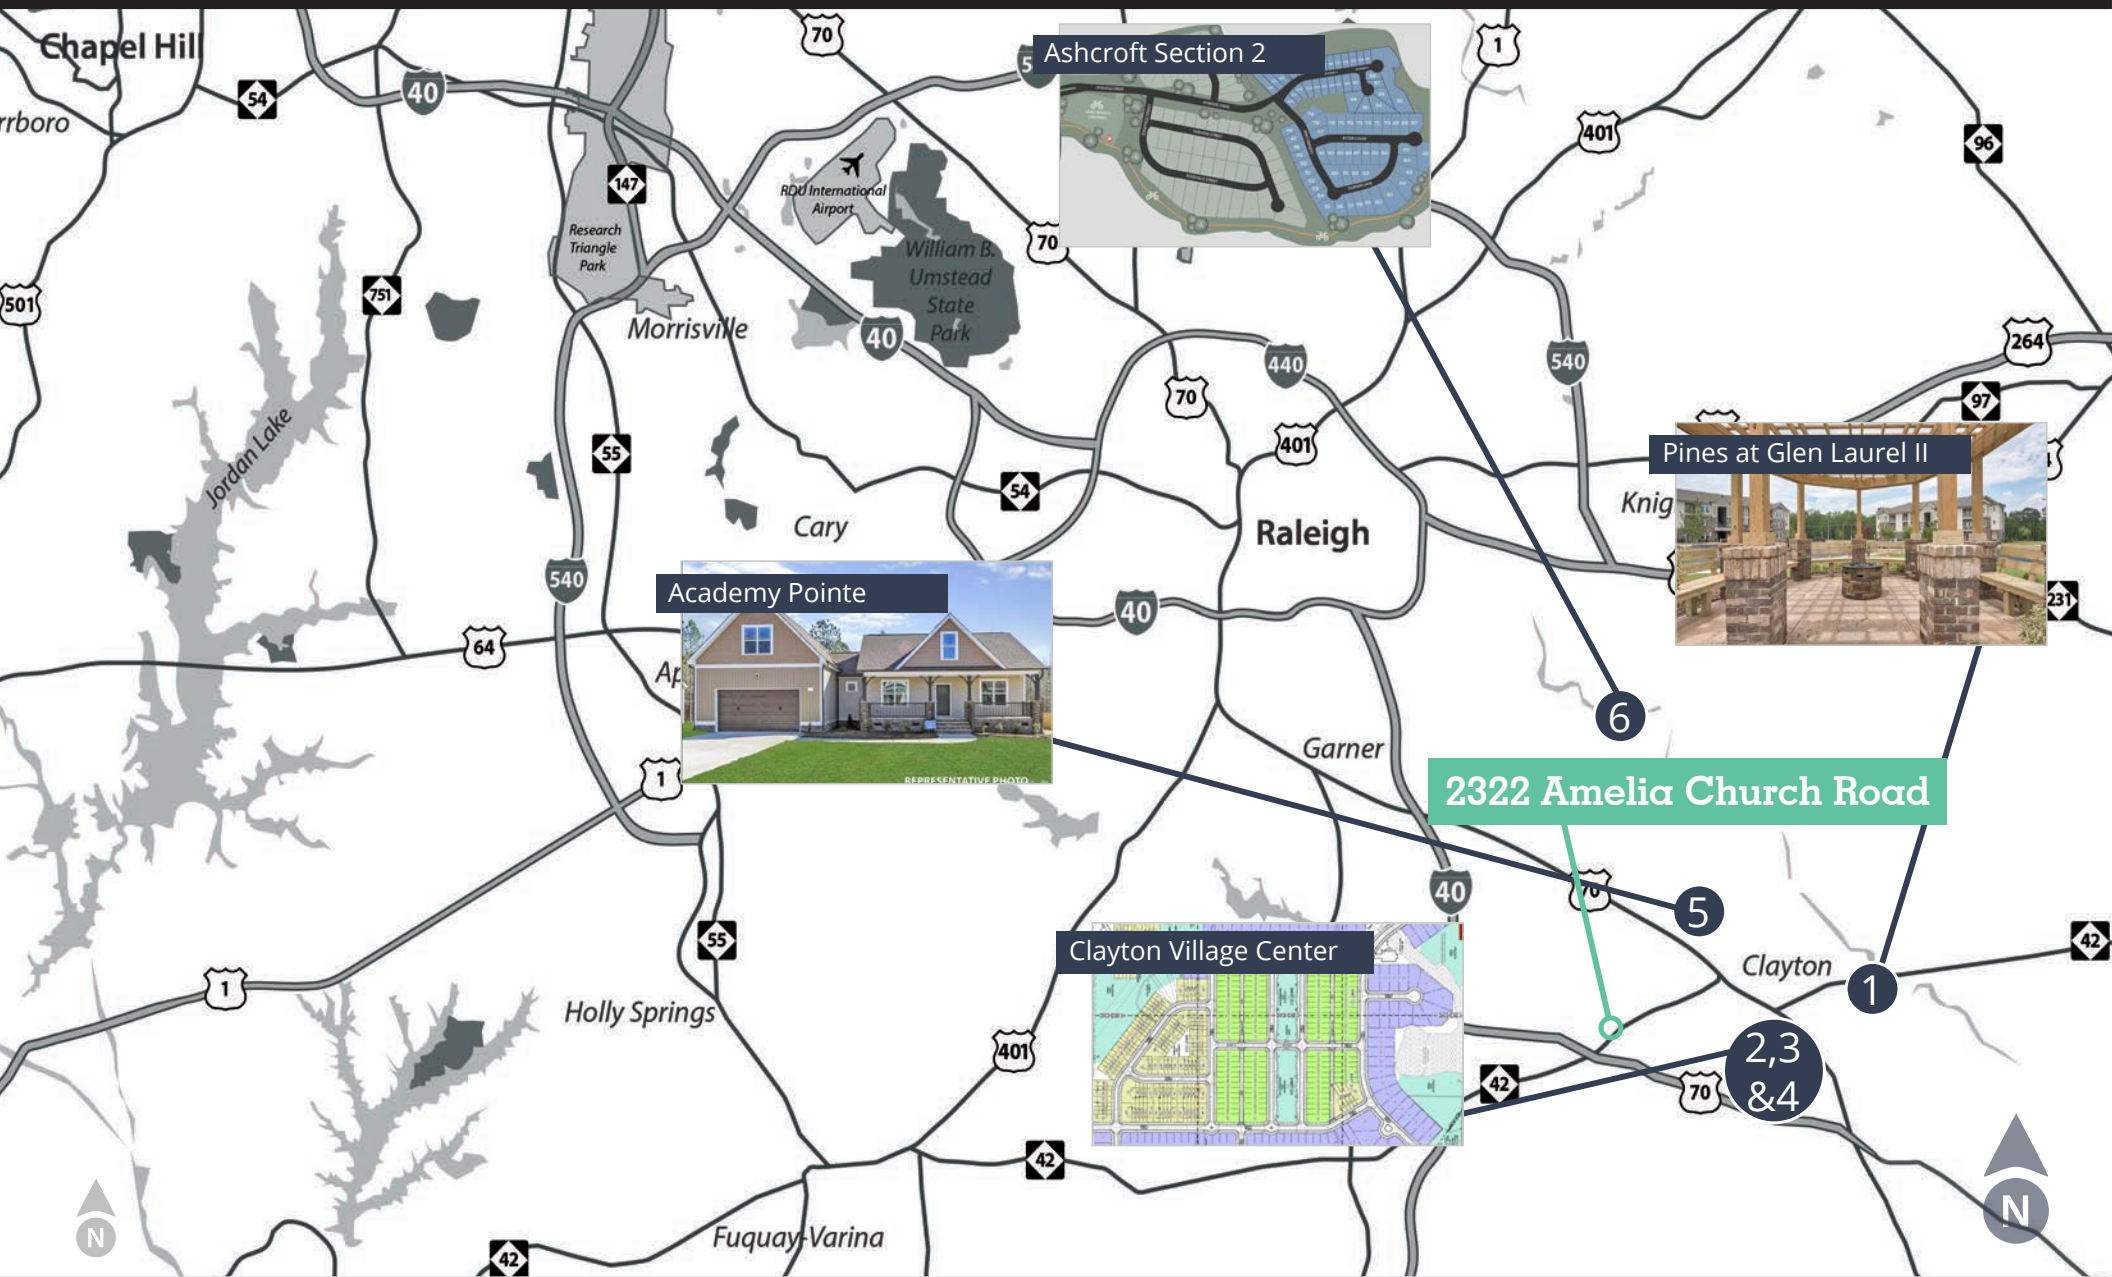 Chapel Hill
70
1
5
Ashcroft Section 2
54
40
rrboro
401
96
147
RDU International
Airport
Research
Triangle
Park
70
William B.
Umstead
State
Park
501
751
Morrisville
40
264
440
540
70
97
Jordan Lake
55
401
Pines at Glen Laurel II
54
Knig
Cary
Raleigh
540
Academy Pointe
40
231
64
Ap
6
Garner
1
REPRESENTATIVE PHOTO
2322 Amelia Church Road
40
70
5
55
Clayton Village Center
42
Clayton
1
1
Holly Springs
401
2,3
&4
42
70
42
N
N
Fuquay-Varina
42